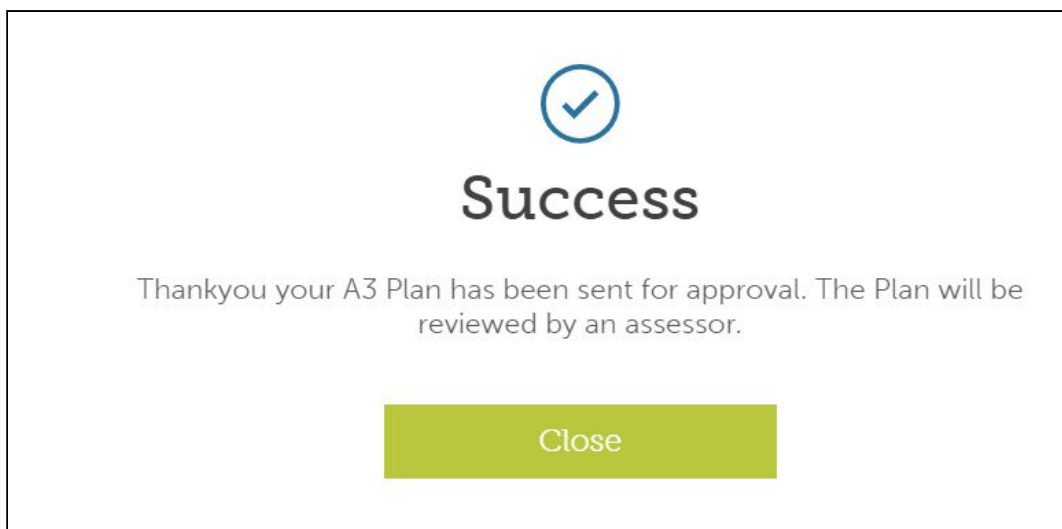 Success
Thankyou your A3 Plan has been sent for approval. The Plan will be
reviewed by an assessor.
Close